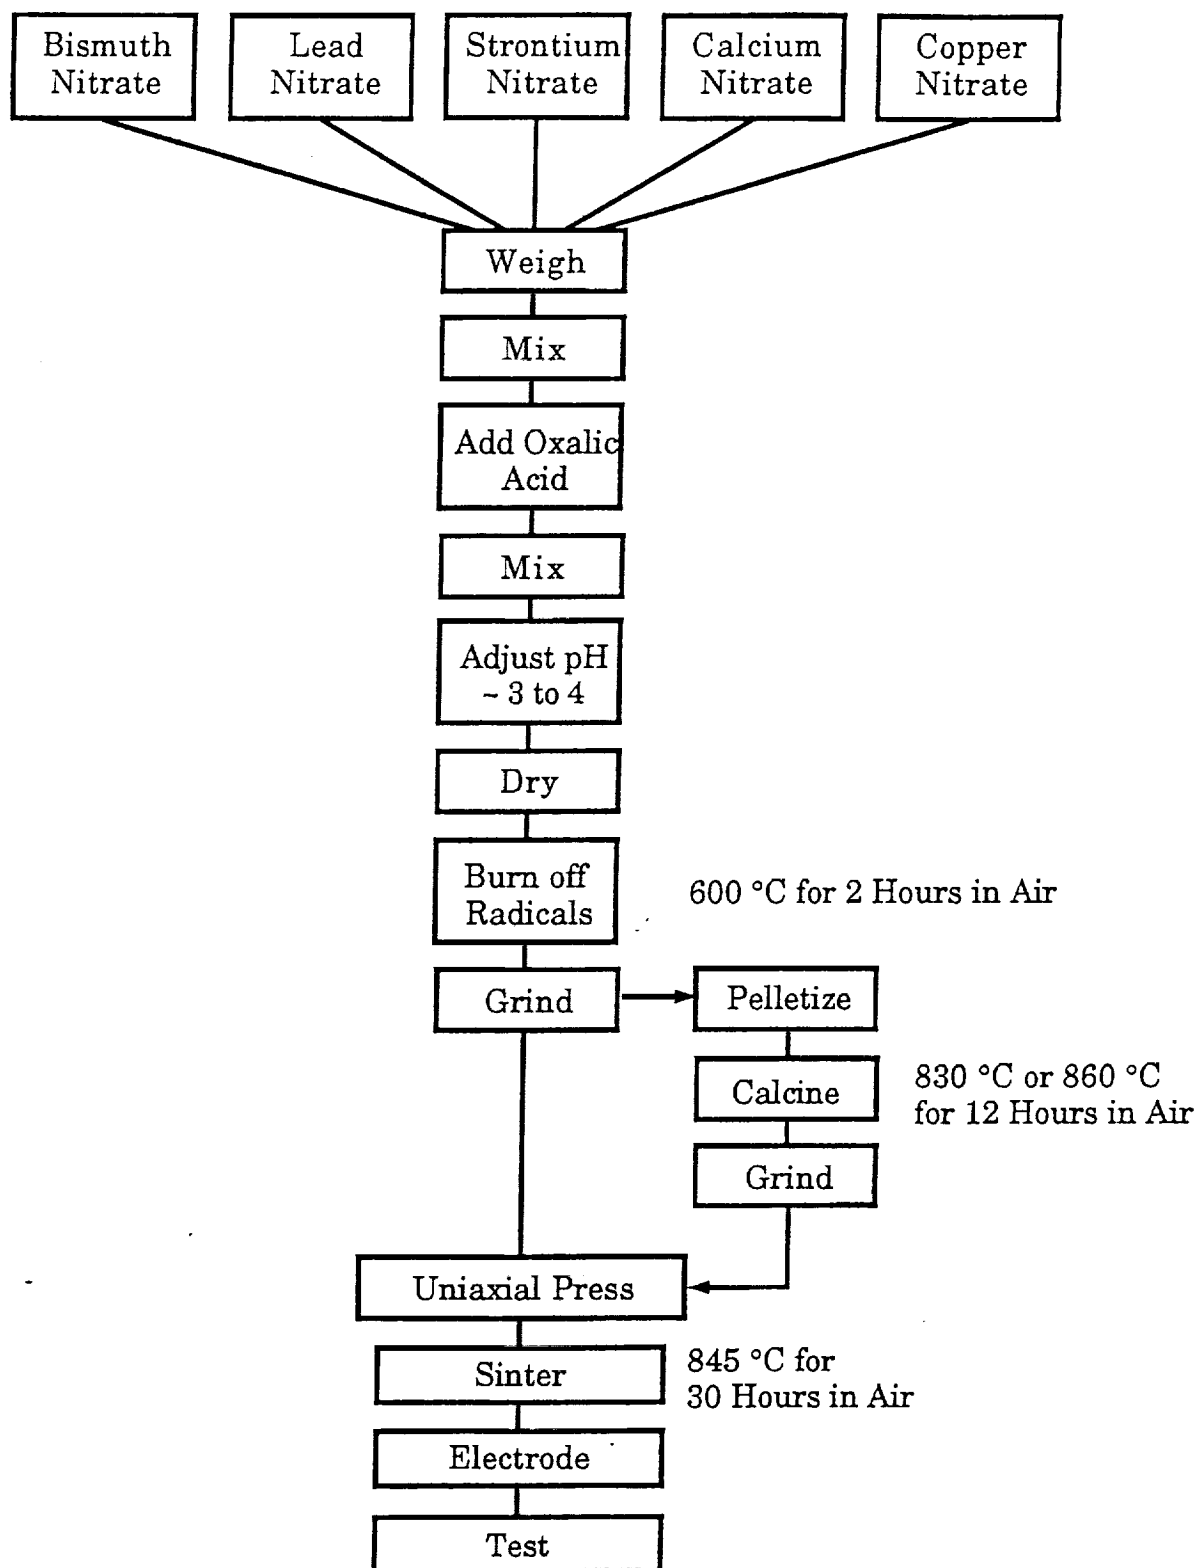 Bismuth
Nitrate
Lead
Nitrate
Strontium
Nitrate
Calcium
Nitrate
Copper
Nitrate
Weigh
Mix
Add Oxalic
Acid
Mix
Adjust pH
~ 3 to 4
Dry
Burn off
Radicals
600 °C for 2 Hours in Air
Grind
Pelletize
Calcine
830 °C or 860 °C
for 12 Hours in Air
Grind
Uniaxial Press
Sinter
845 °C for
30 Hours in Air
Electrode
Test